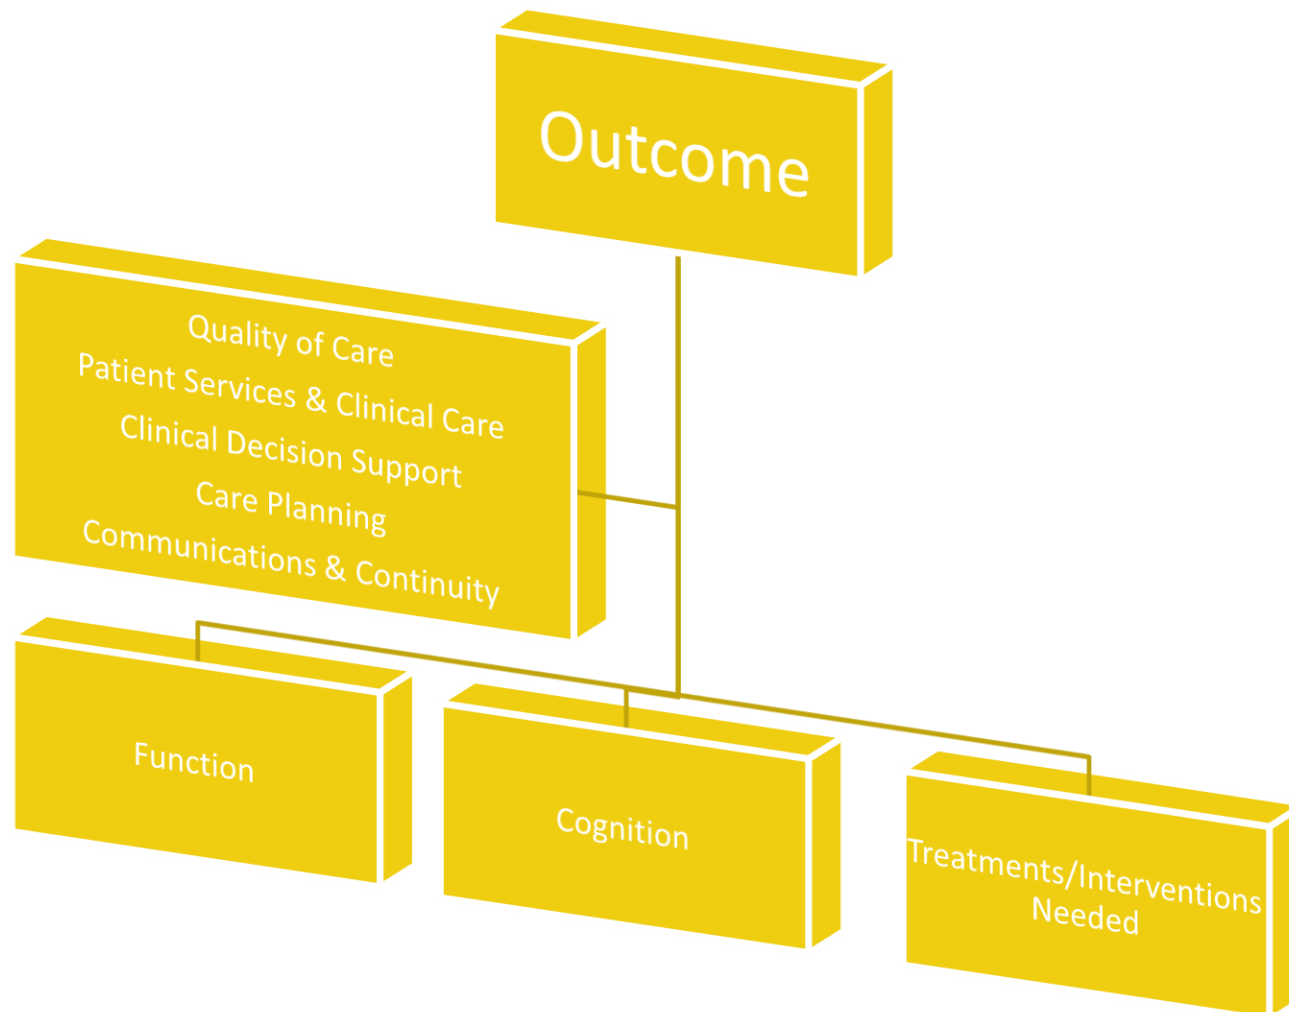 Outcome
Quality of Care
Patient Services & Clinical Care
Clinical Decision Support
Care Planning
Communications & Continuity
Function
Cognition
Treatments/Interventions
Needed